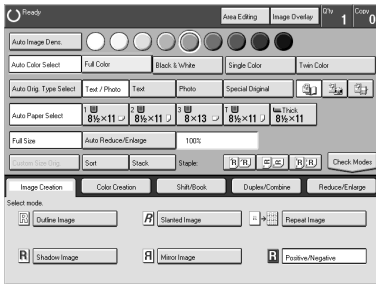 Ready Area Editing Image Overlay Q'ty 1 Copy 0
Auto Image Dens.
Auto Color Select Full Color Black & White Single Color Twin Color
Auto Orig. Type Select Text / Photo Text Photo Special Original
Auto Paper Select 1 8½×11 2 8½×11 3 8×13 T 8½×11 Thick 8½×11
Full Size Auto Reduce/Enlarge 100%
Custom Size Orig. Sort Stack Staple: Check Modes
Image Creation Color Creation Shift/Book Duplex/Combine Reduce/Enlarge
Select mode.
R Outline Image R Slanted Image R Repeat Image
R Shadow Image R Mirror Image R Positive/Negative